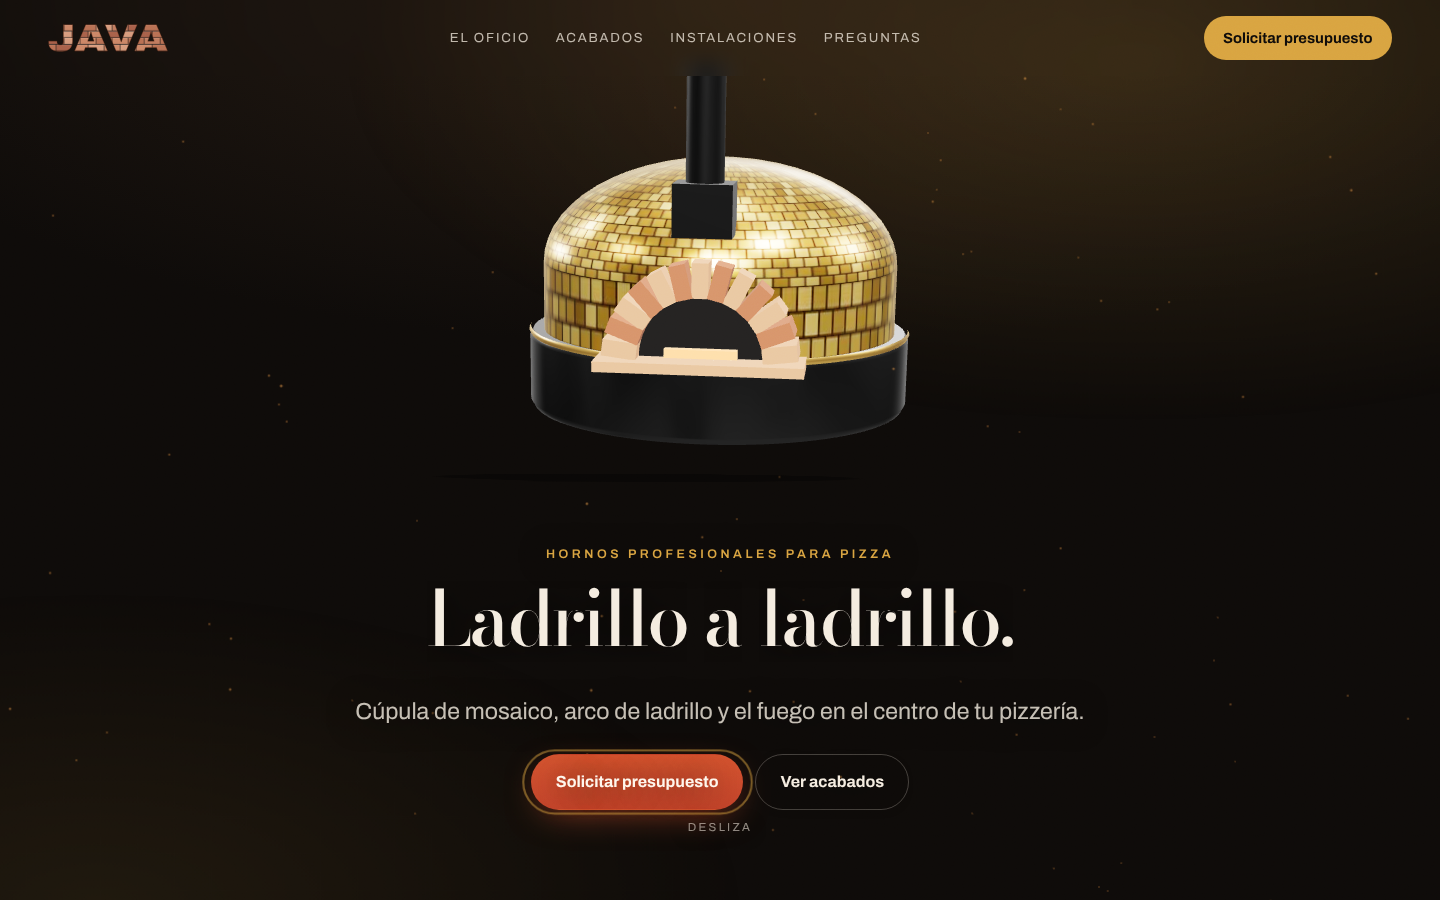 JAVA
EL OFICIO
ACABADOS
INSTALACIONES
PREGUNTAS
Solicitar presupuesto
HORNOS PROFESIONALES PARA PIZZA
Ladrillo a ladrillo.
Cúpula de mosaico, arco de ladrillo y el fuego en el centro de tu pizzería.
Solicitar presupuesto
Ver acabados
DESLIZA